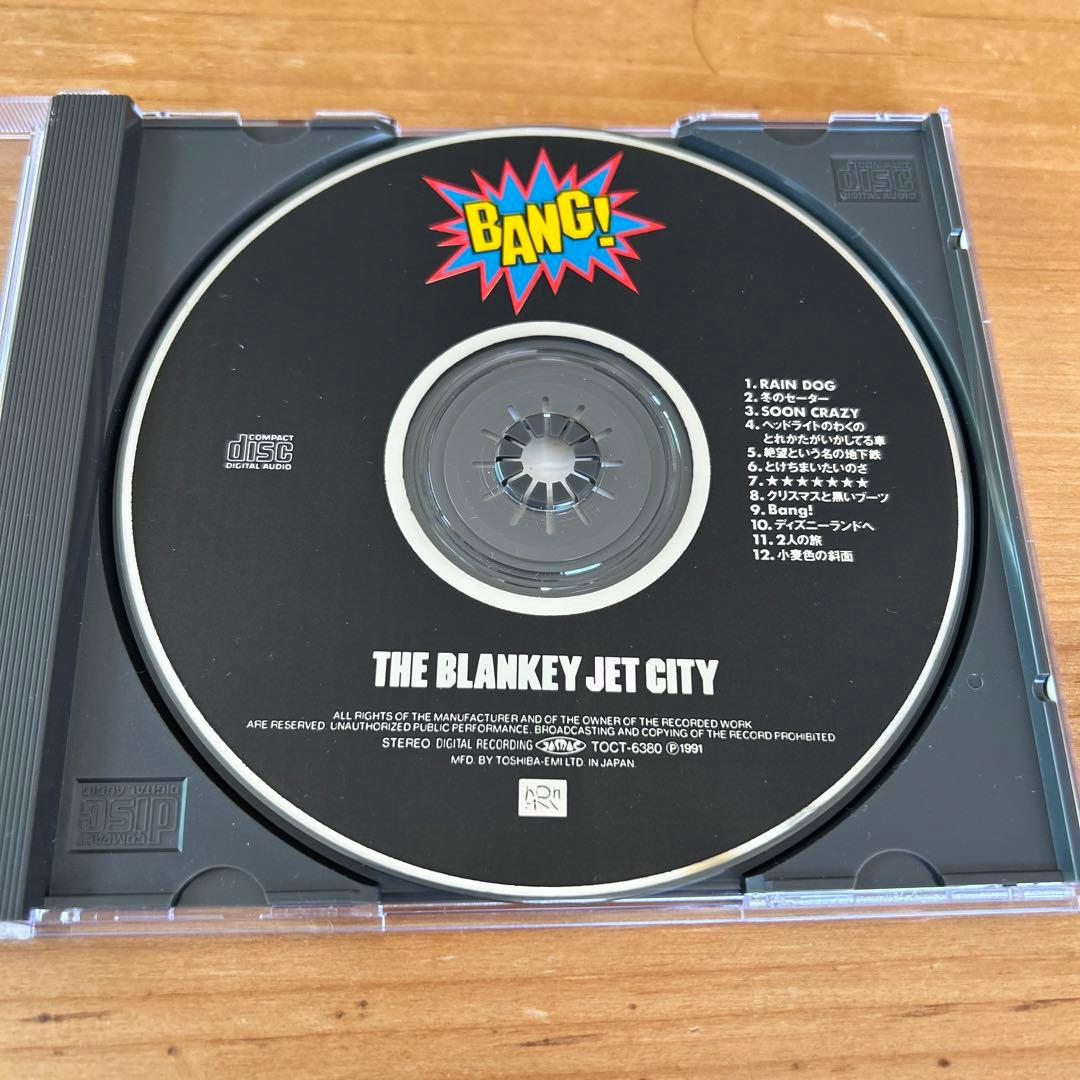 BANG!
COMPACT
disc
DIGITAL AUDIO
COMPACT
disc
DIGITAL AUDIO
1. RAIN DOG
2. 冬のセーター
3. SOON CRAZY
4. ヘッドライトのわくの
とれかたがいかしてる車
5. 絶望という名の地下鉄
6. とけちまいたいのさ
7. ★★★★★★★
8. クリスマスと黒いブーツ
9. Bang!
10. ディズニーランドへ
11. 2人の旅
12. 小麦色の斜面
THE BLANKEY JET CITY
ALL RIGHTS OF THE MANUFACTURER AND OF THE OWNER OF THE RECORDED WORK
ARE RESERVED. UNAUTHORIZED PUBLIC PERFORMANCE, BROADCASTING AND COPYING OF THE RECORD PROHIBITED
STEREO DIGITAL RECORDING JASRAC TOCT-6380 Ⓟ1991
MFD. BY TOSHIBA-EMI LTD. IN JAPAN.
COMPACT
disc
DIGITAL AUDIO